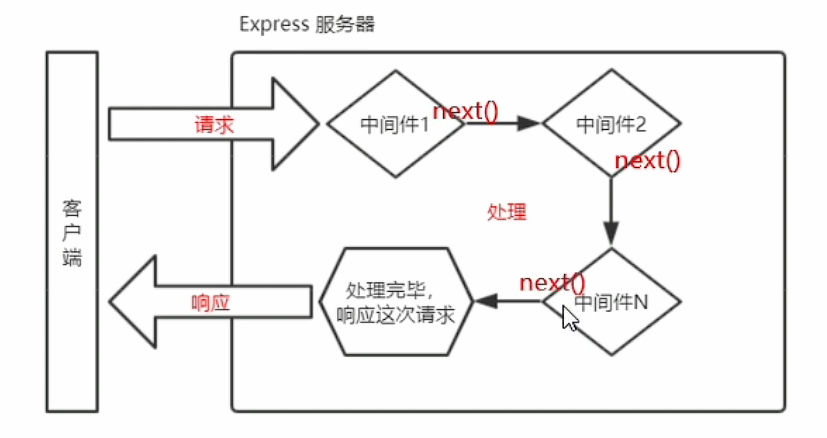 Express 服务器
请求
中间件1
next()
中间件2
next()
客户端
处理
响应
处理完毕，
响应这次请求
next()
中间件N